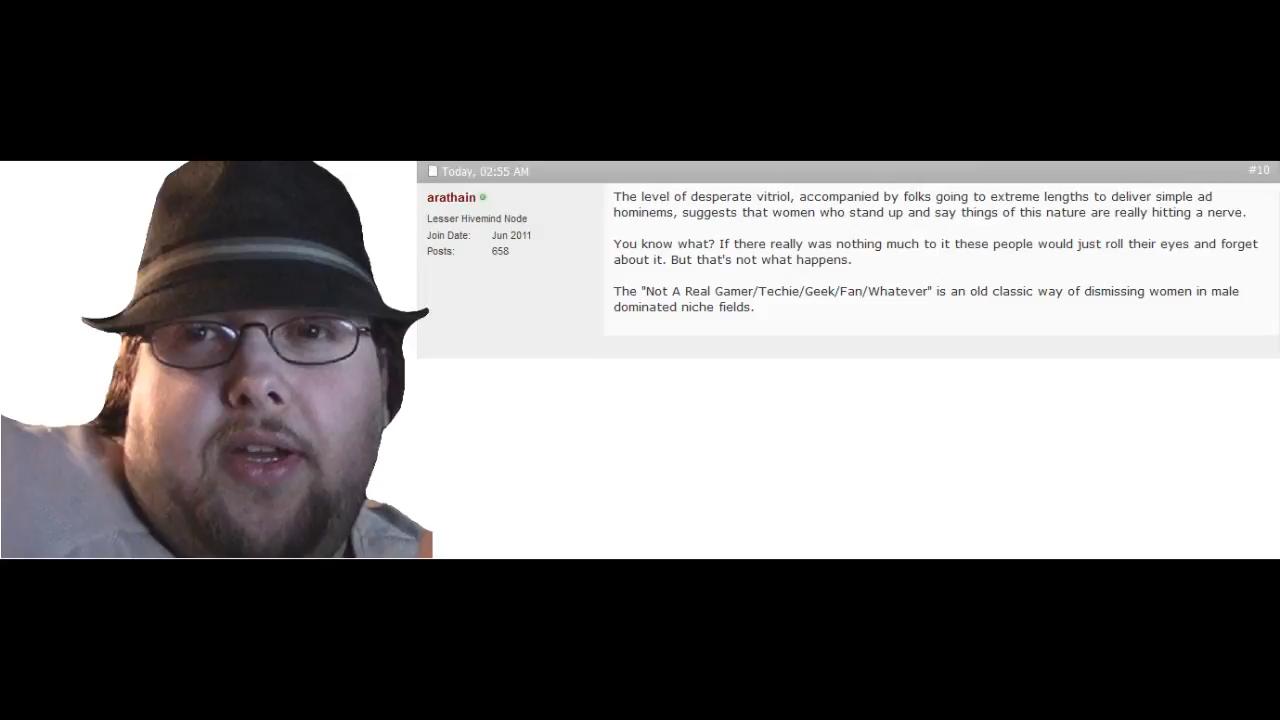 Today, 02:55 AM #10
arathain
Lesser Hivemind Node
Join Date: Jun 2011
Posts: 658
The level of desperate vitriol, accompanied by folks going to extreme lengths to deliver simple ad
hominems, suggests that women who stand up and say things of this nature are really hitting a nerve.
You know what? If there really was nothing much to it these people would just roll their eyes and forget
about it. But that's not what happens.
The "Not A Real Gamer/Techie/Geek/Fan/Whatever" is an old classic way of dismissing women in male
dominated niche fields.